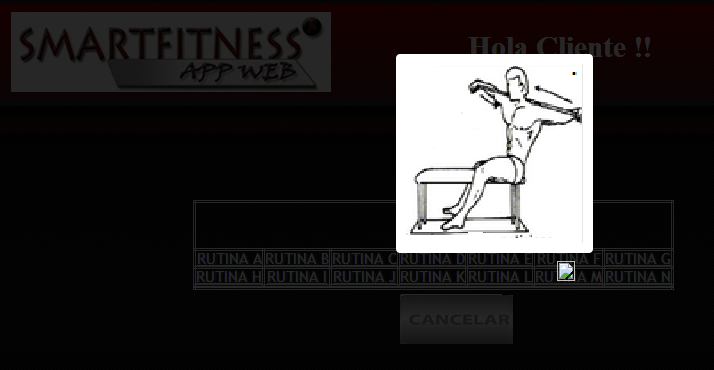 SMARTFITNESS
APP WEB
Hola Cliente !!
RUTINA A RUTINA B RUTINA C RUTINA D RUTINA E RUTINA F RUTINA G
RUTINA H RUTINA I RUTINA J RUTINA K RUTINA L RUTINA M RUTINA N
CANCELAR